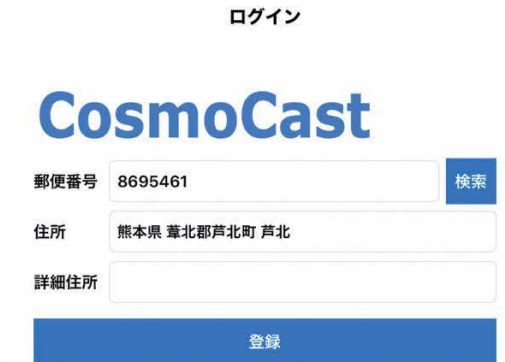 ログイン
CosmoCast
郵便番号 8695461 検索
住所 熊本県 葦北郡芦北町 芦北
詳細住所
登録